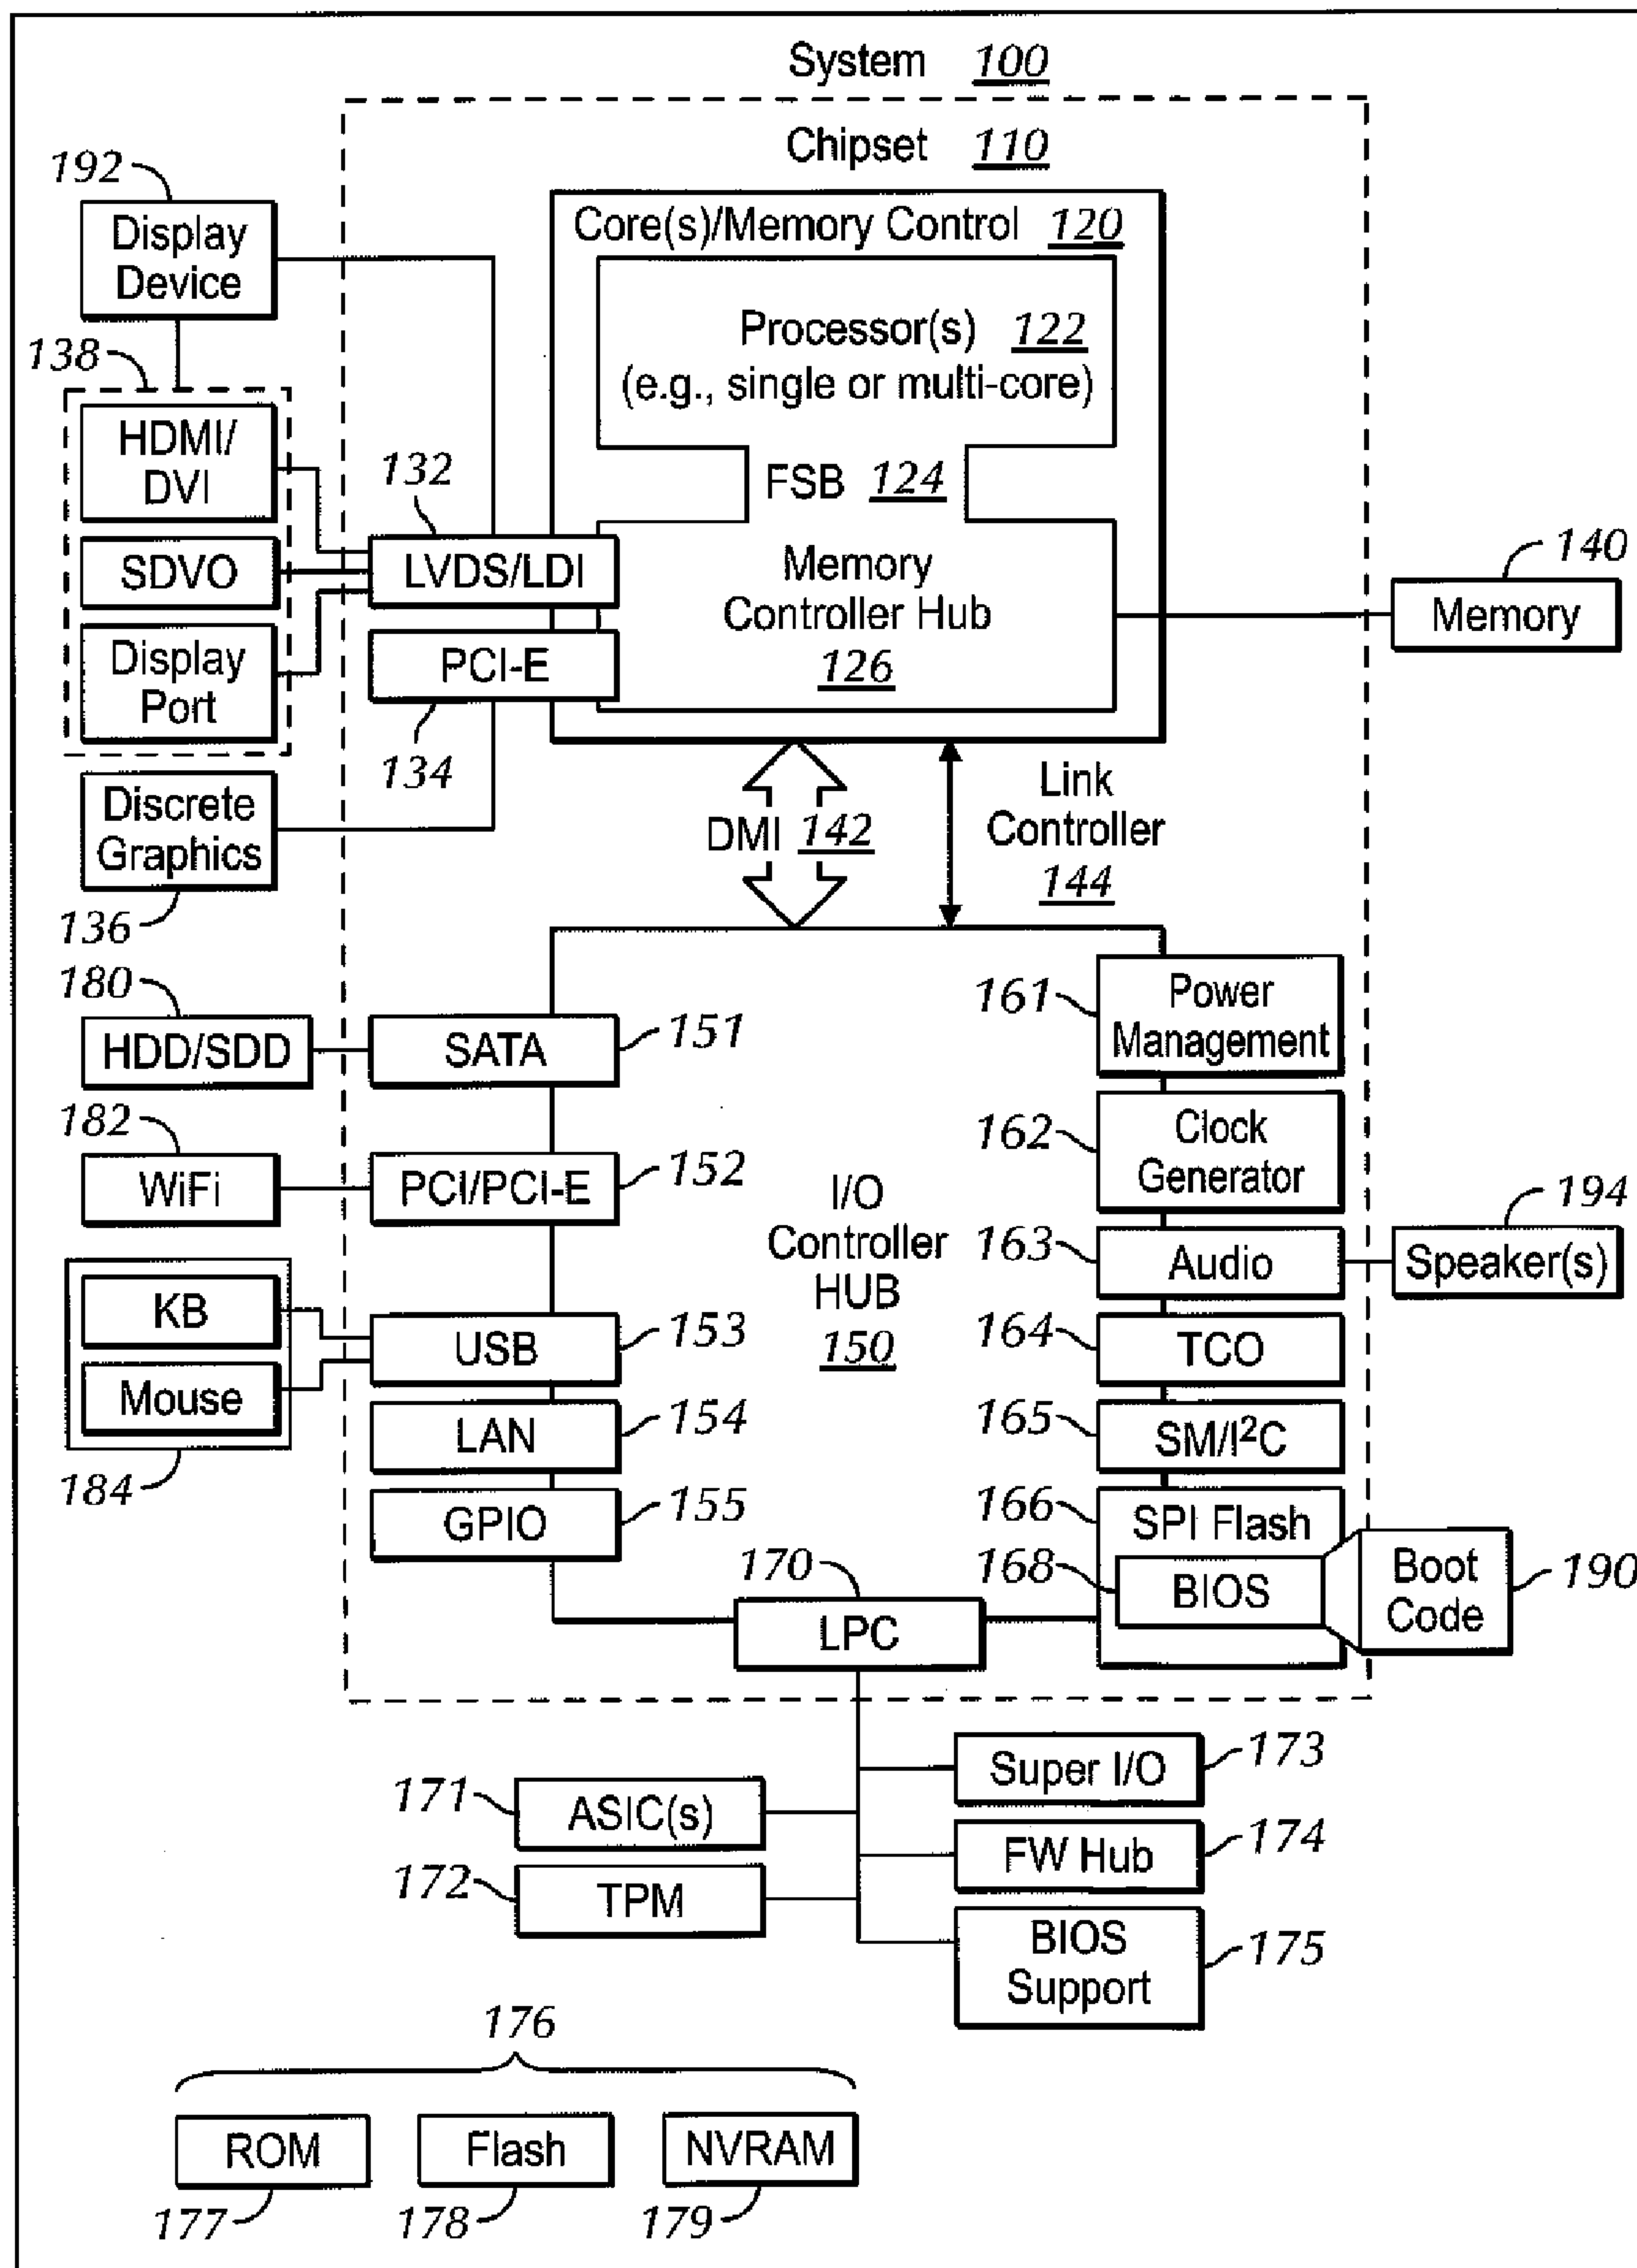 System 100
Chipset 110
192
Display
Device
Core(s)/Memory Control 120
Processor(s) 122
(e.g., single or multi-core)
138
HDMI/
DVI
SDVO
Display
Port
132
LVDS/LDI
PCI-E
134
FSB 124
Memory
Controller Hub
126
140
Memory
Discrete
Graphics
136
DMI 142
Link
Controller
144
180
HDD/SDD
SATA
151
182
WiFi
PCI/PCI-E
152
KB
Mouse
184
USB
153
LAN
154
GPIO
155
I/O
Controller
HUB
150
161
Power
Management
162
Clock
Generator
163
Audio
194
Speaker(s)
164
TCO
165
SM/I²C
166
SPI Flash
168
BIOS
Boot
Code
190
170
LPC
171
ASIC(s)
172
TPM
Super I/O
173
FW Hub
174
BIOS
Support
175
176
ROM
Flash
NVRAM
177
178
179